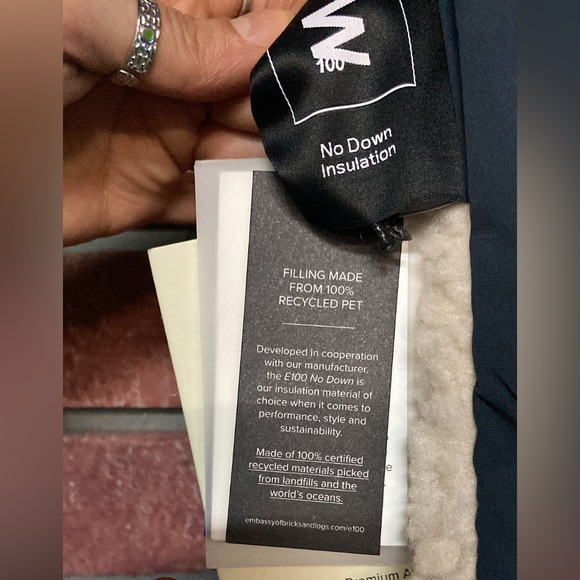 W
100
No Down
Insulation
FILLING MADE
FROM 100%
RECYCLED PET
Developed in cooperation
with our manufacturer,
the E100 No Down is
our insulation material of
choice when it comes to
performance, style and
sustainability.
Made of 100% certified
recycled materials picked
from landfills and the
world's oceans.
embassyofbricksandlogs.com/e100
Premium